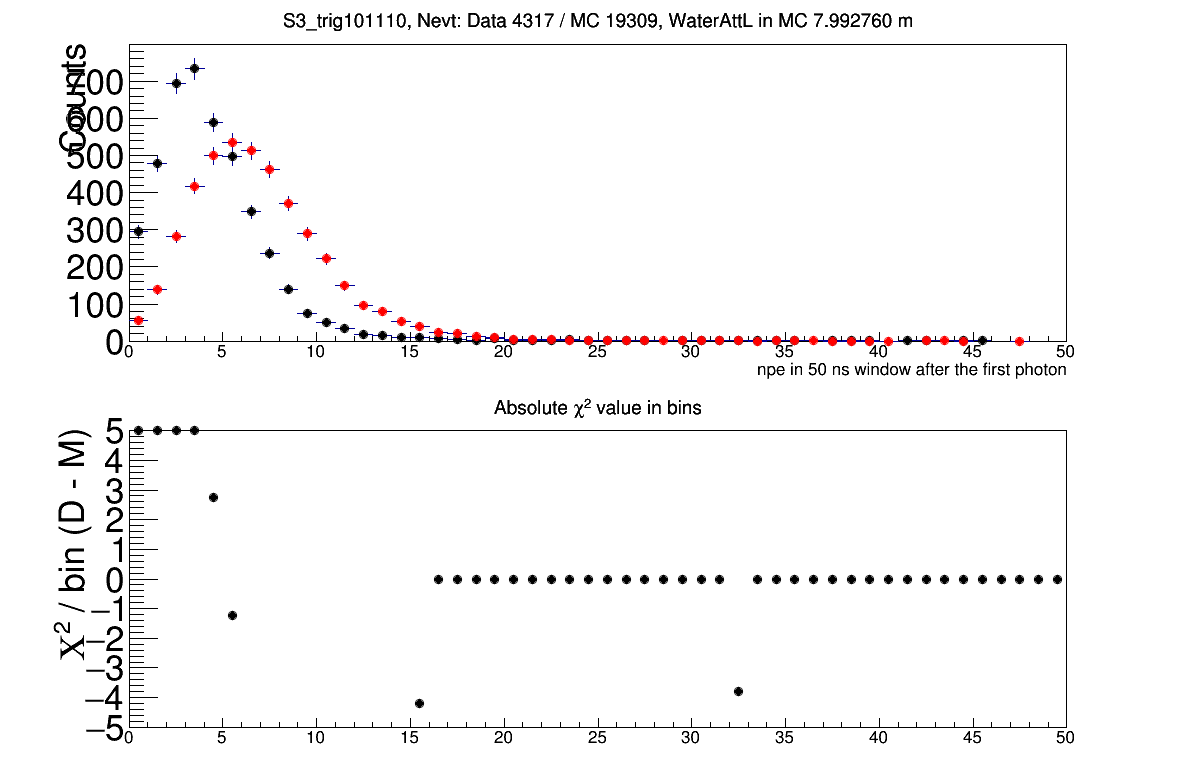 S3_trig101110, Nevt: Data 4317 / MC 19309, WaterAttL in MC 7.992760 m
Counts
700
600
500
400
300
200
100
0
0 5 10 15 20 25 30 35 40 45 50
npe in 50 ns window after the first photon
Absolute χ² value in bins
X² / bin (D - M)
5
4
3
2
1
0
−1
−2
−3
−4
−5
0 5 10 15 20 25 30 35 40 45 50